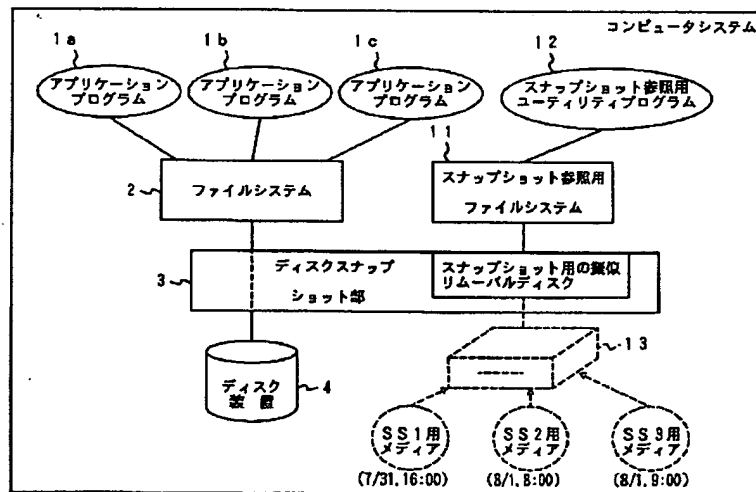 コンピュータシステム
1a
1b
1c
12
アプリケーション
プログラム
アプリケーション
プログラム
アプリケーション
プログラム
スナップショット参照用
ユーティリティプログラム
11
2
ファイルシステム
スナップショット参照用
ファイルシステム
3
ディスクスナップ
ショット部
スナップショット用の擬似
リムーバルディスク
13
ディスク
装置
4
SS1用
メディア
SS2用
メディア
SS3用
メディア
(7/31,16:00)
(8/1,8:00)
(8/1,9:00)